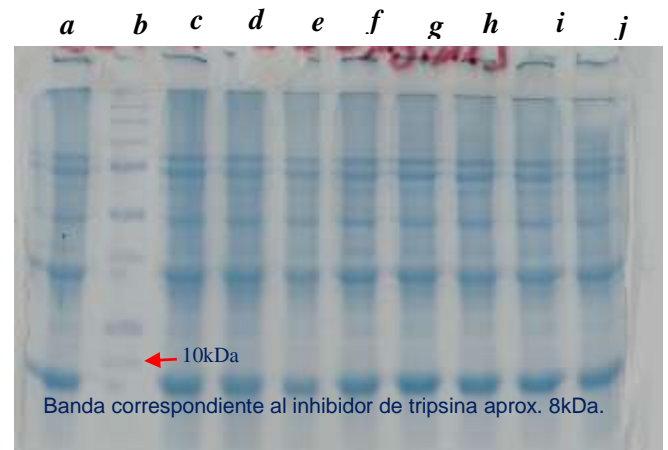 a b c d e f g h i j
10kDa
Banda correspondiente al inhibidor de tripsina aprox. 8kDa.